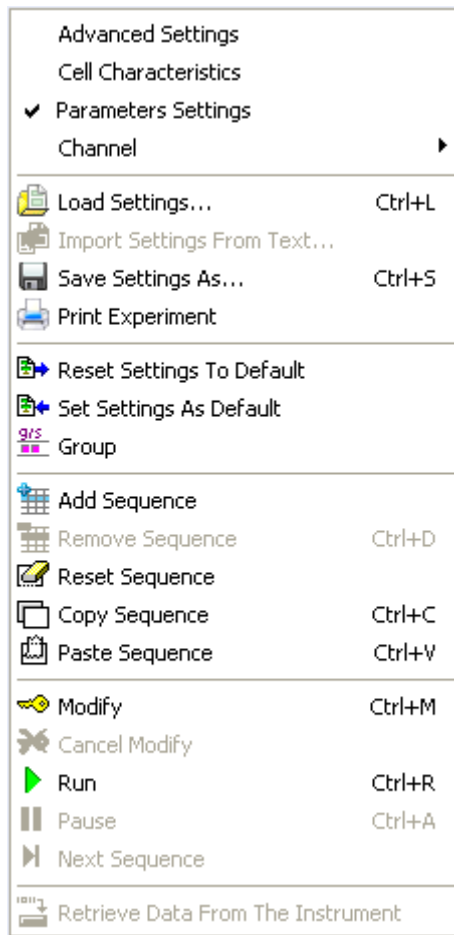 Advanced Settings
Cell Characteristics
Parameters Settings
Channel
Load Settings... Ctrl+L
Import Settings From Text...
Save Settings As... Ctrl+S
Print Experiment
Reset Settings To Default
Set Settings As Default
g/s
Group
Add Sequence
Remove Sequence Ctrl+D
Reset Sequence
Copy Sequence Ctrl+C
Paste Sequence Ctrl+V
Modify Ctrl+M
Cancel Modify
Run Ctrl+R
Pause Ctrl+A
Next Sequence
Retrieve Data From The Instrument